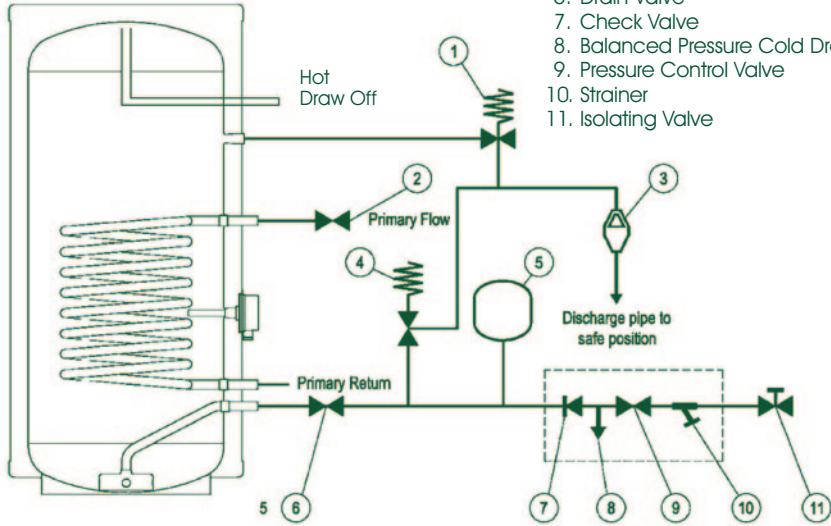 6. Drain Valve
7. Check Valve
8. Balanced Pressure Cold Dra
9. Pressure Control Valve
10. Strainer
11. Isolating Valve
Hot
Draw Off
1
2
Primary Flow
3
4
5
Discharge pipe to
safe position
Primary Return
5
6
7
8
9
10
11